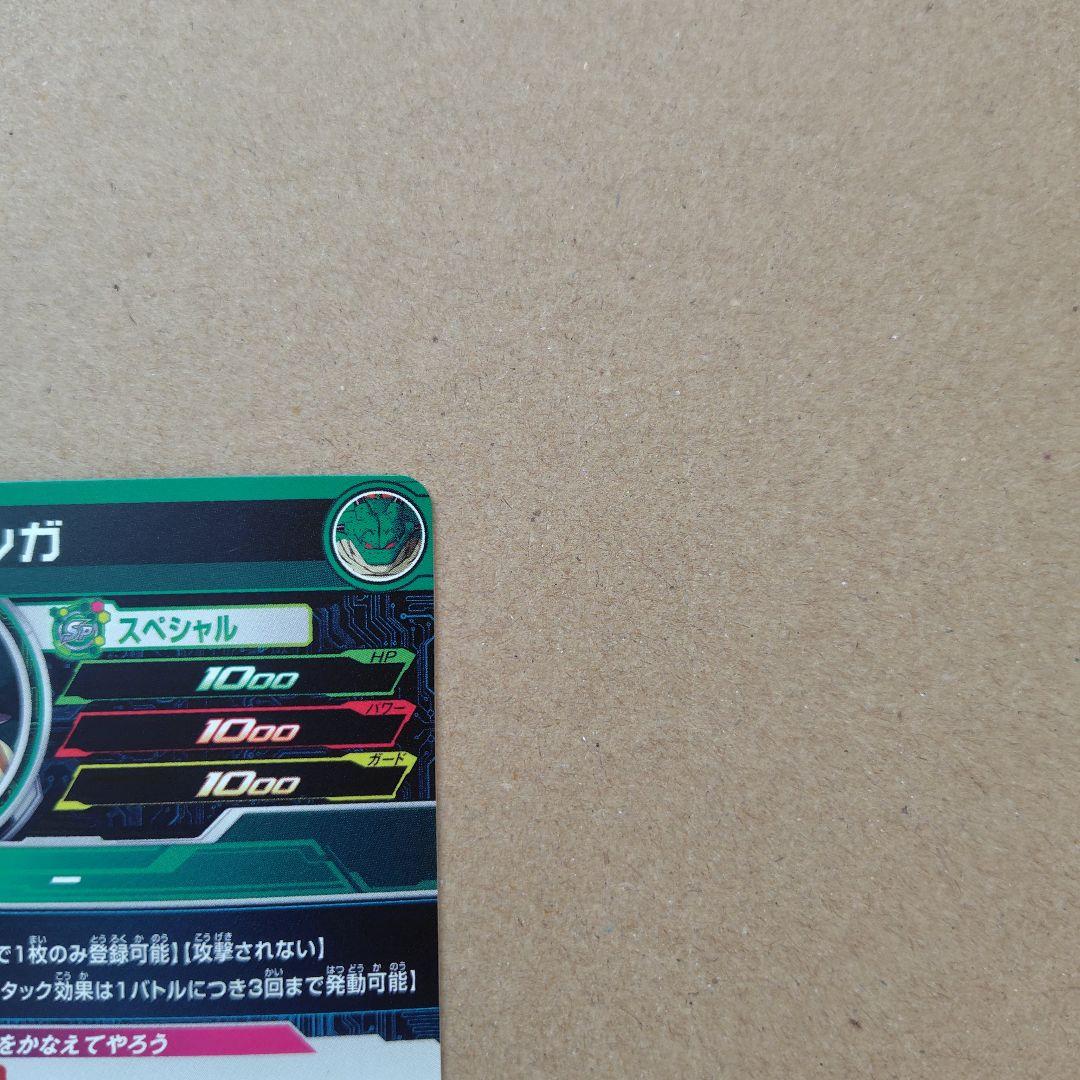 ンガ
SP スペシャル
HP
1000
パワー
1000
ガード
1000
ー
で1枚のみ登録可能】【攻撃されない】
タック効果は1バトルにつき3回まで発動可能】
をかなえてやろう